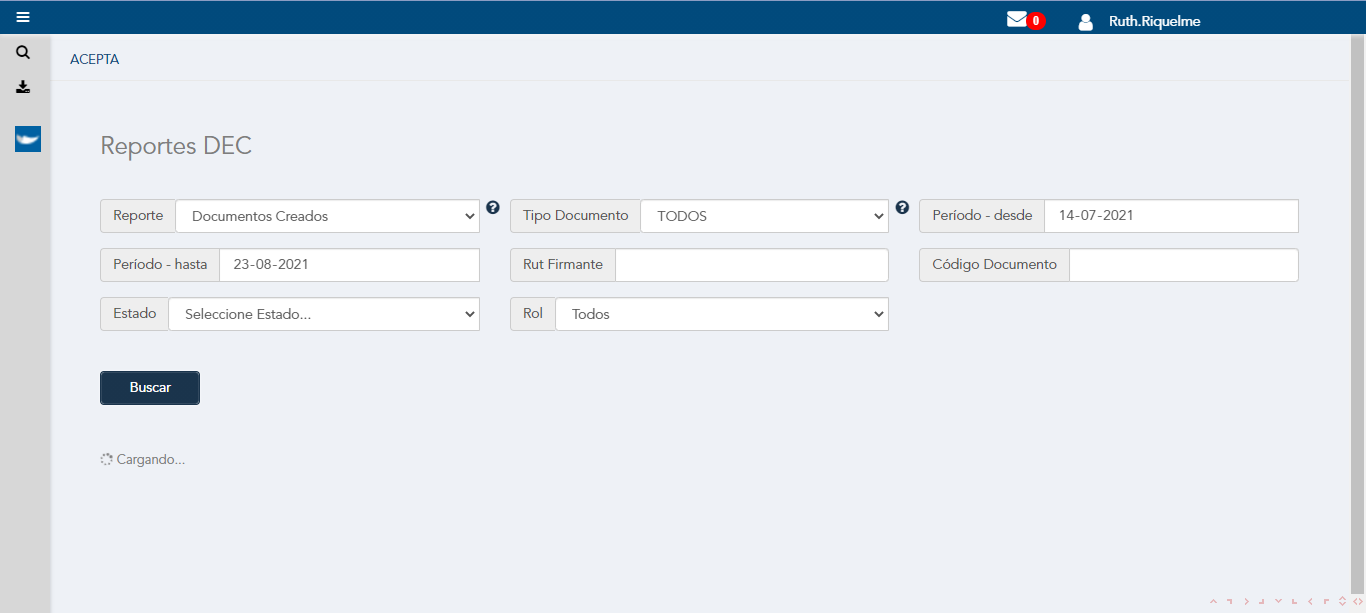 0 Ruth.Riquelme
ACEPTA
Reportes DEC
Reporte Documentos Creados ? Tipo Documento TODOS ? Período - desde 14-07-2021
Período - hasta 23-08-2021 Rut Firmante Código Documento
Estado Seleccione Estado... Rol Todos
Buscar
Cargando...